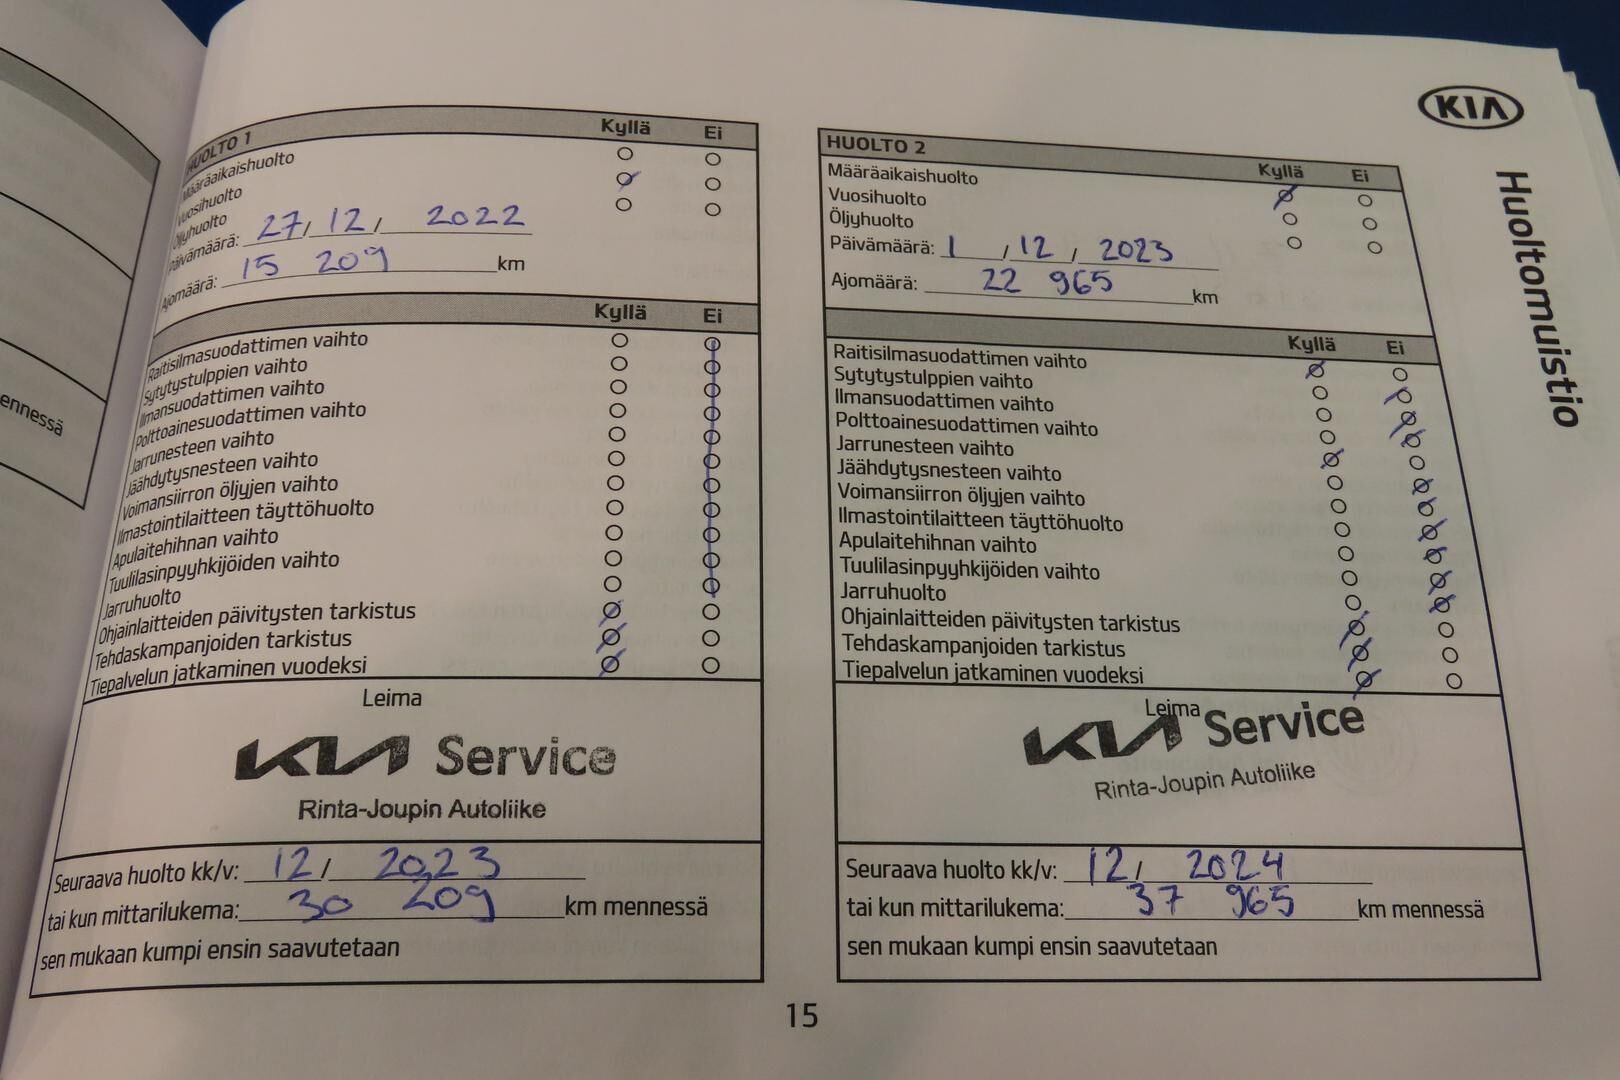 ennessä
KIA
Huoltomuistio
HUOLTO 1 Kyllä Ei
Määräaikaishuolto
Vuosihuolto
Öljyhuolto
Päivämäärä: 27/ 12/ 2022
Ajomäärä: 15 209 km
Kyllä Ei
Raitisilmasuodattimen vaihto
Sytytystulppien vaihto
Ilmansuodattimen vaihto
Polttoainesuodattimen vaihto
Jarrunesteen vaihto
Jäähdytysnesteen vaihto
Voimansiirron öljyjen vaihto
Ilmastointilaitteen täyttöhuolto
Apulaitehihnan vaihto
Tuulilasinpyyhkijöiden vaihto
Jarruhuolto
Ohjainlaitteiden päivitysten tarkistus
Tehdaskampanjoiden tarkistus
Tiepalvelun jatkaminen vuodeksi
Leima
KIA Service
Rinta-Joupin Autoliike
Seuraava huolto kk/v: 12/ 2023
tai kun mittarilukema: 30 209 km mennessä
sen mukaan kumpi ensin saavutetaan
HUOLTO 2 Kyllä Ei
Määräaikaishuolto
Vuosihuolto
Öljyhuolto
Päivämäärä: 1 / 12 / 2023
Ajomäärä: 22 965 km
Kyllä Ei
Raitisilmasuodattimen vaihto
Sytytystulppien vaihto
Ilmansuodattimen vaihto
Polttoainesuodattimen vaihto
Jarrunesteen vaihto
Jäähdytysnesteen vaihto
Voimansiirron öljyjen vaihto
Ilmastointilaitteen täyttöhuolto
Apulaitehihnan vaihto
Tuulilasinpyyhkijöiden vaihto
Jarruhuolto
Ohjainlaitteiden päivitysten tarkistus
Tehdaskampanjoiden tarkistus
Tiepalvelun jatkaminen vuodeksi
Leima
KIA Service
Rinta-Joupin Autoliike
Seuraava huolto kk/v: 12/ 2024
tai kun mittarilukema: 37 965 km mennessä
sen mukaan kumpi ensin saavutetaan
15